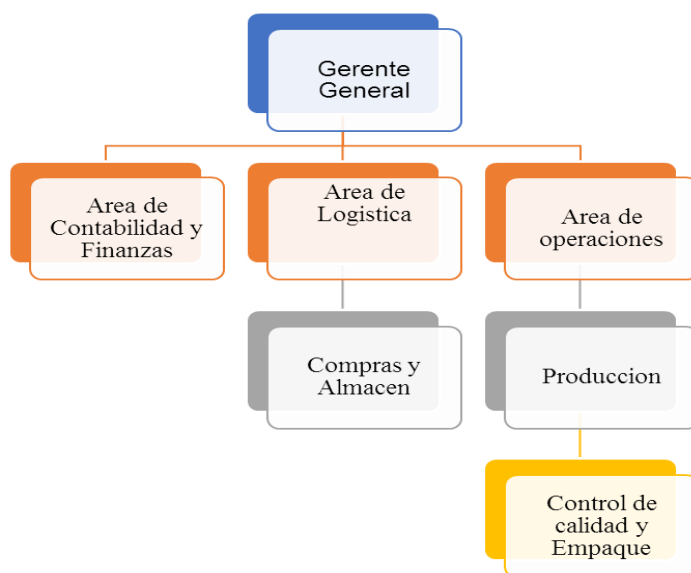 Gerente
General
Area de
Contabilidad y
Finanzas
Area de
Logistica
Area de
operaciones
Compras y
Almacen
Produccion
Control de
calidad y
Empaque